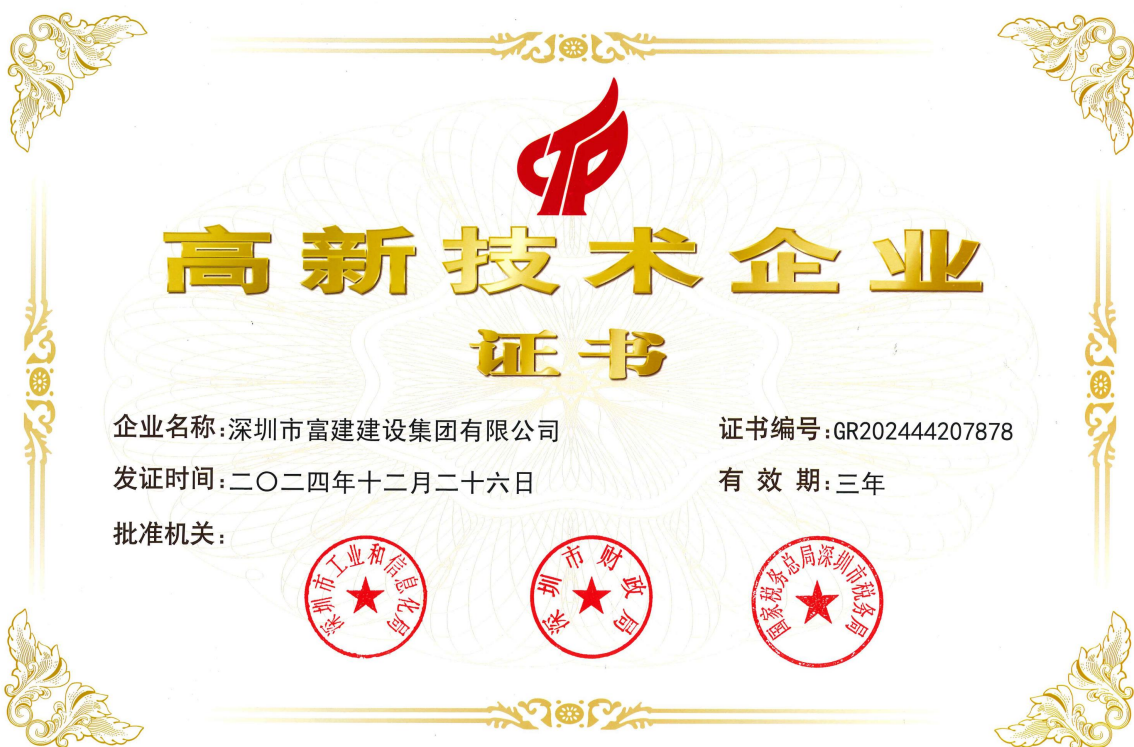 高新技术企业
证书
企业名称:深圳市富建建设集团有限公司
证书编号:GR202444207878
发证时间:二〇二四年十二月二十六日
有效期:三年
批准机关:
深圳市工业和信息化局
深圳市财政局
国家税务总局深圳市税务局